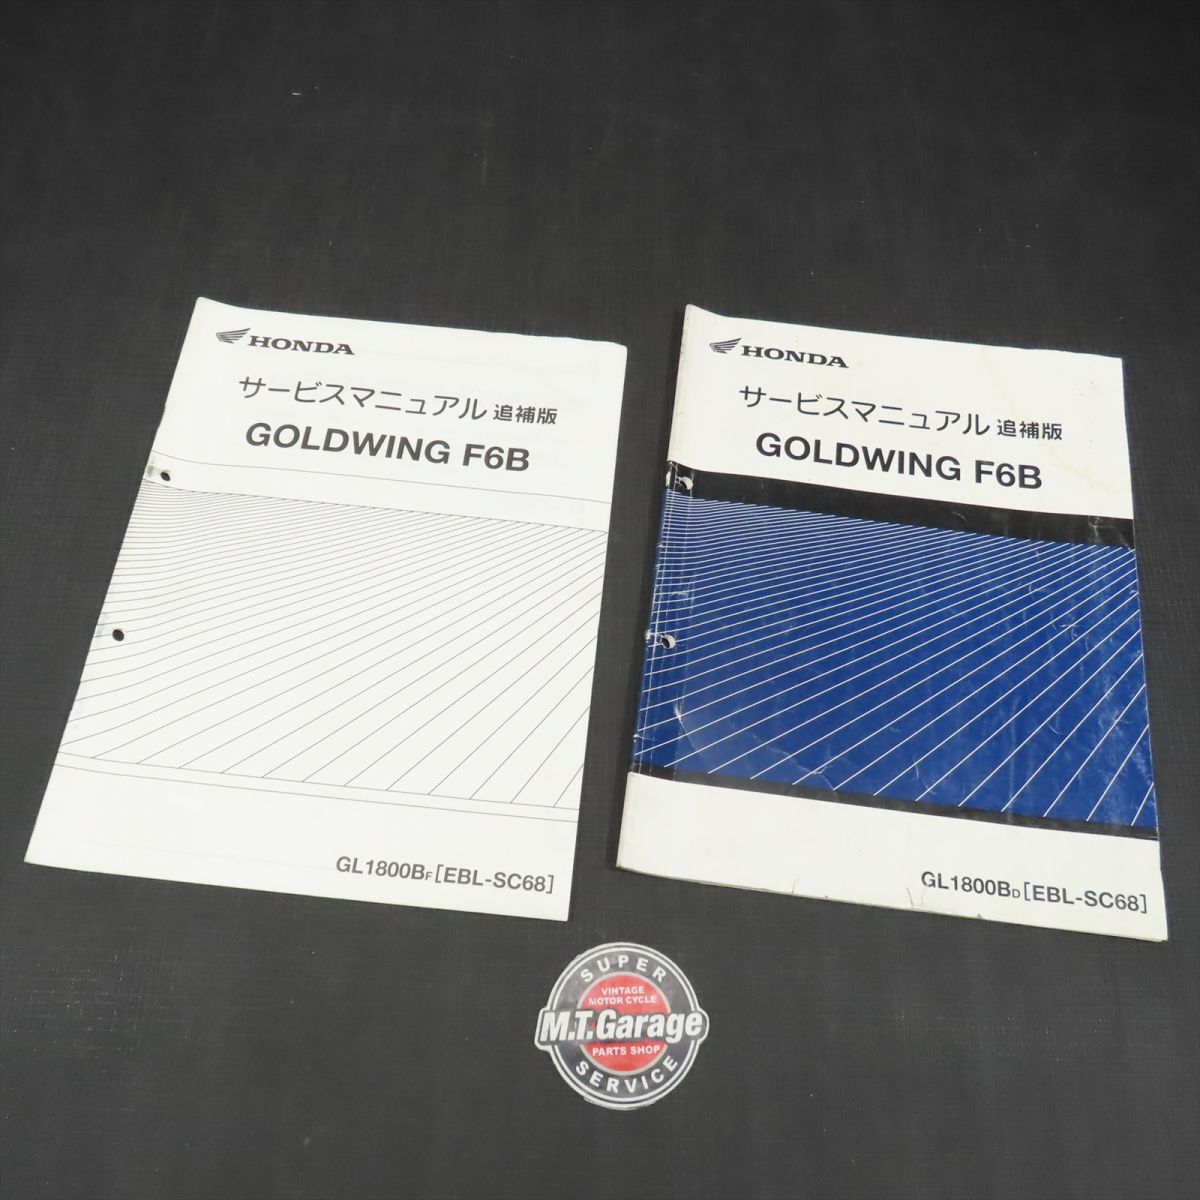 HONDA
サービスマニュアル 追補版
GOLDWING F6B
GL1800BF [EBL-SC68]
HONDA
サービスマニュアル 追補版
GOLDWING F6B
GL1800BD [EBL-SC68]
SUPER
VINTAGE
MOTOR CYCLE
M.T.Garage
PARTS SHOP
SERVICE